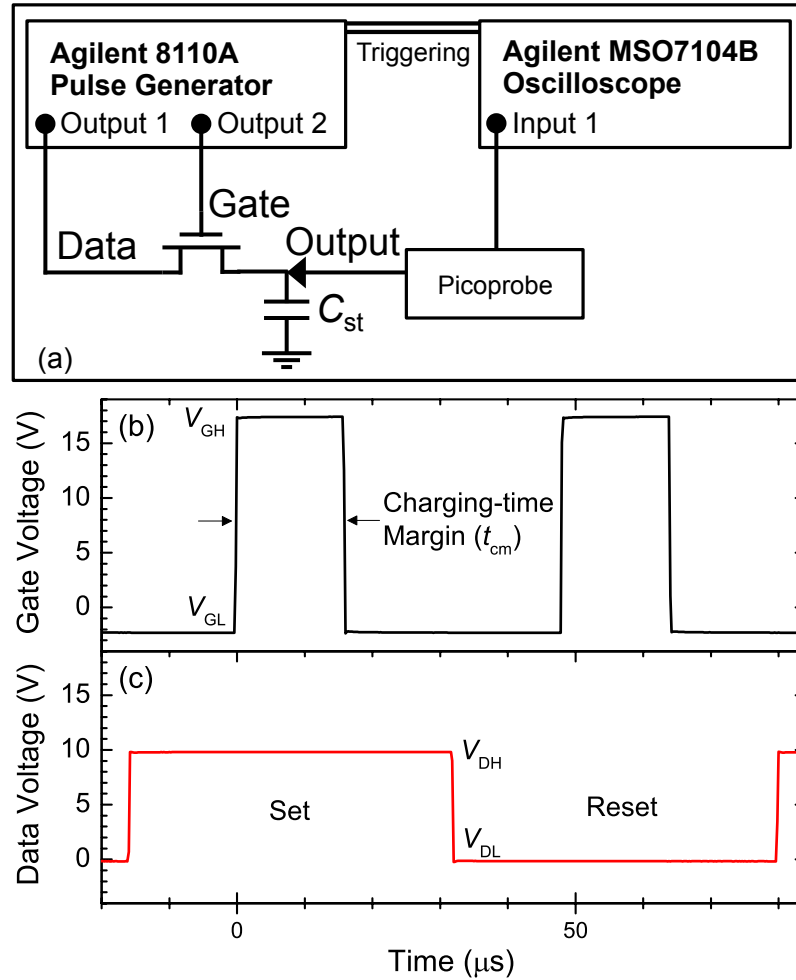 Agilent 8110A
Pulse Generator
Triggering
Agilent MSO7104B
Oscilloscope
Output 1
Output 2
Input 1
Gate
Data
Output
Picoprobe
Cst
(a)
(b)
VGH
Charging-time
Margin (tcm)
VGL
Gate Voltage (V)
15
10
5
0
(c)
VDH
Set
Reset
VDL
Data Voltage (V)
15
10
5
0
0
50
Time (μs)